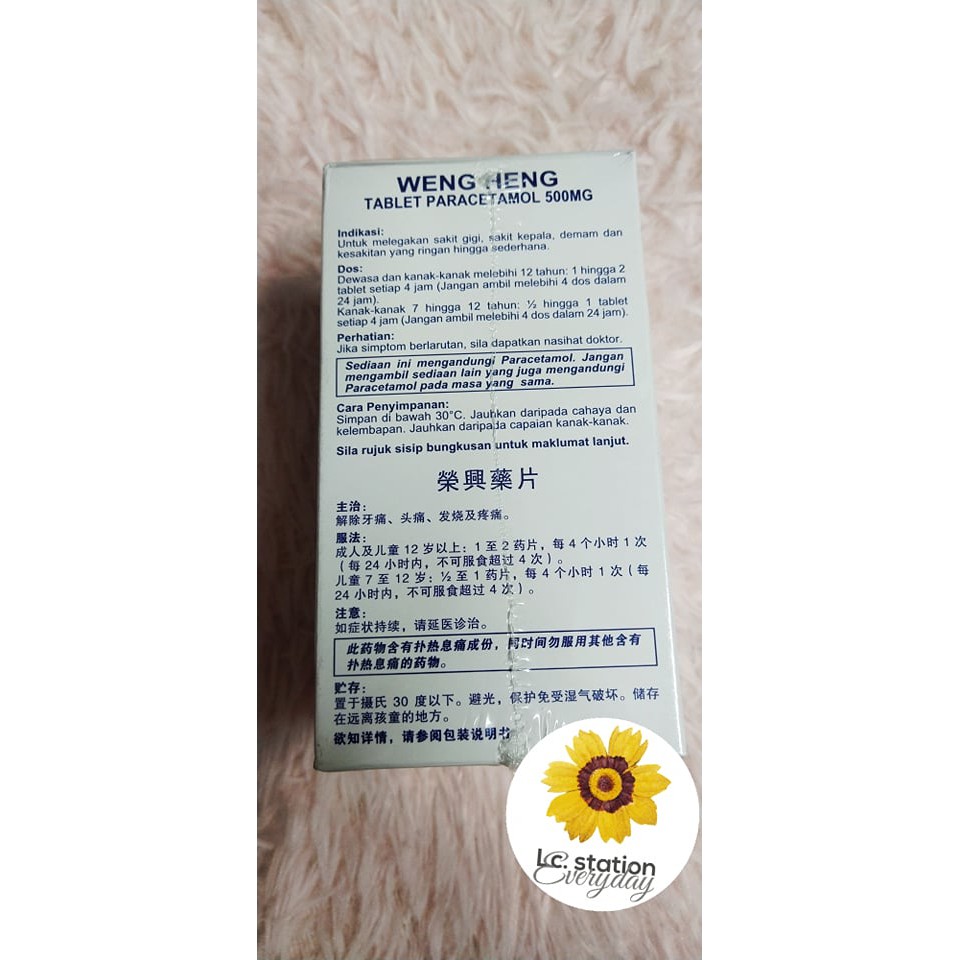 WENG HENG
TABLET PARACETAMOL 500MG
Indikasi:
Untuk melegakan sakit gigi, sakit kepala, demam dan
kesakitan yang ringan hingga sederhana.
Dos:
Dewasa dan kanak-kanak melebihi 12 tahun: 1 hingga 2
tablet setiap 4 jam (Jangan ambil melebihi 4 dos dalam
24 jam).
Kanak-kanak 7 hingga 12 tahun: ½ hingga 1 tablet
setiap 4 jam (Jangan ambil melebihi 4 dos dalam 24 jam).
Perhatian:
Jika simptom berlarutan, sila dapatkan nasihat doktor.
Sediaan ini mengandungi Paracetamol. Jangan
mengambil sediaan lain yang juga mengandungi
Paracetamol pada masa yang sama.
Cara Penyimpanan:
Simpan di bawah 30°C. Jauhkan daripada cahaya dan
kelembapan. Jauhkan daripada capaian kanak-kanak.
Sila rujuk sisip bungkusan untuk maklumat lanjut.
榮興藥片
主治:
解除牙痛、头痛、发烧及疼痛。
服法:
成人及儿童 12 岁以上: 1 至 2 药片, 每 4 个小时 1 次
(每 24 小时内, 不可服食超过 4 次)。
儿童 7 至 12 岁: ½ 至 1 药片, 每 4 个小时 1 次 (每
24 小时内, 不可服食超过 4 次)。
注意:
如症状持续, 请延医诊治。
此药物含有扑热息痛成份, 同时间勿服用其他含有
扑热息痛的药物。
贮存:
置于摄氏 30 度以下。避光, 保护免受湿气破坏。储存
在远离孩童的地方。
欲知详情, 请参阅包装说明书
L.C. station
Everyday